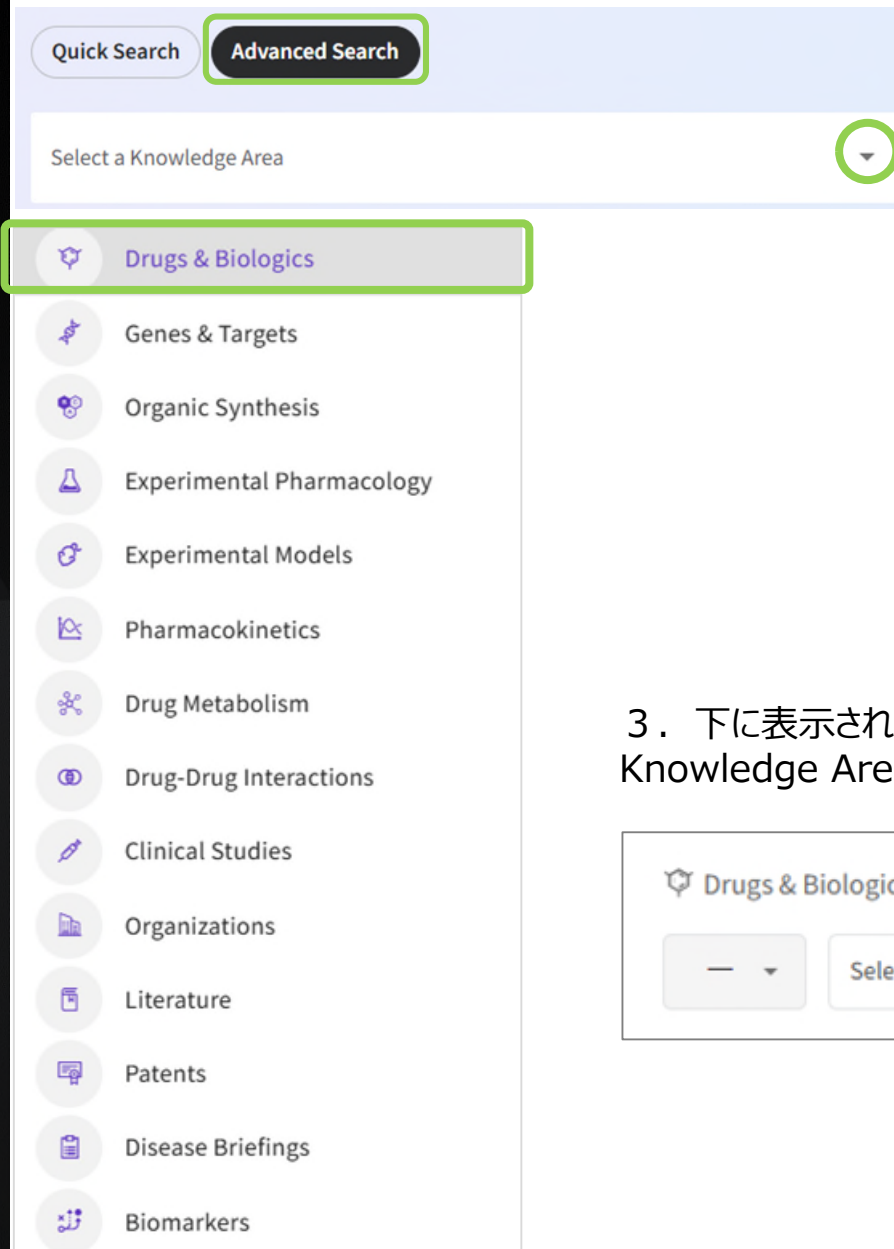 Quick Search
Advanced Search
Select a Knowledge Area
Drugs & Biologics
Genes & Targets
Organic Synthesis
Experimental Pharmacology
Experimental Models
Pharmacokinetics
Drug Metabolism
Drug-Drug Interactions
Clinical Studies
Organizations
Literature
Patents
Disease Briefings
Biomarkers
３．下に表示され
Knowledge Are
Drugs & Biologic
Sele